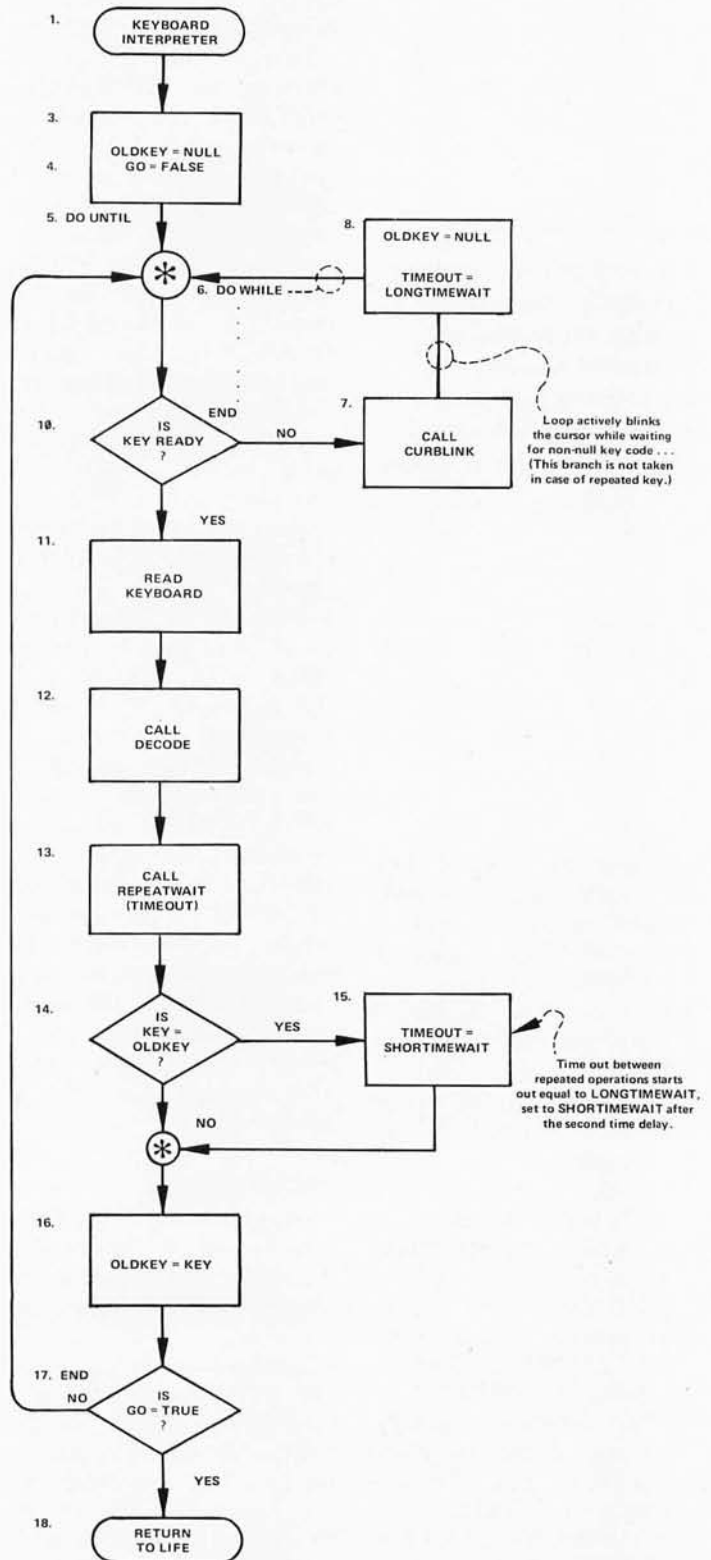 1.
KEYBOARD
INTERPRETER
3.
OLDKEY = NULL
4.
GO = FALSE
5. DO UNTIL
*
6. DO WHILE
8.
OLDKEY = NULL
TIMEOUT =
LONGTIMEWAIT
10.
IS
KEY READY
?
END
NO
7.
CALL
CURBLINK
Loop actively blinks
the cursor while waiting
for non-null key code . . .
(This branch is not taken
in case of repeated key.)
YES
11.
READ
KEYBOARD
12.
CALL
DECODE
13.
CALL
REPEATWAIT
(TIMEOUT)
14.
IS
KEY =
OLDKEY
?
YES
15.
TIMEOUT =
SHORTIMEWAIT
Time out between
repeated operations starts
out equal to LONGTIMEWAIT,
set to SHORTIMEWAIT after
the second time delay.
NO
*
16.
OLDKEY = KEY
17. END
NO
IS
GO = TRUE
?
YES
18.
RETURN
TO LIFE